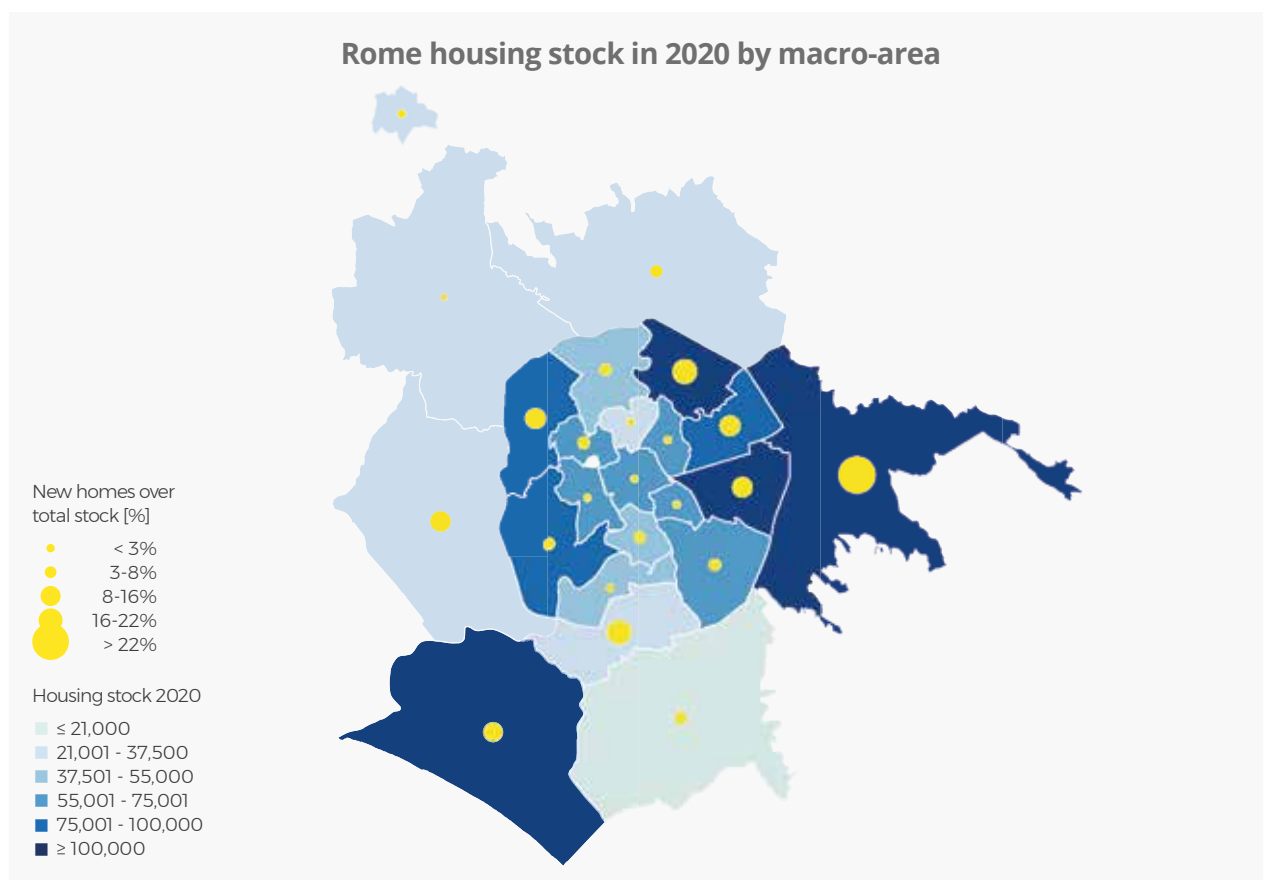 Rome housing stock in 2020 by macro-area
New homes over
total stock [%]
< 3%
3-8%
8-16%
16-22%
> 22%
Housing stock 2020
≤ 21,000
21,001 - 37,500
37,501 - 55,000
55,001 - 75,001
75,001 - 100,000
≥ 100,000